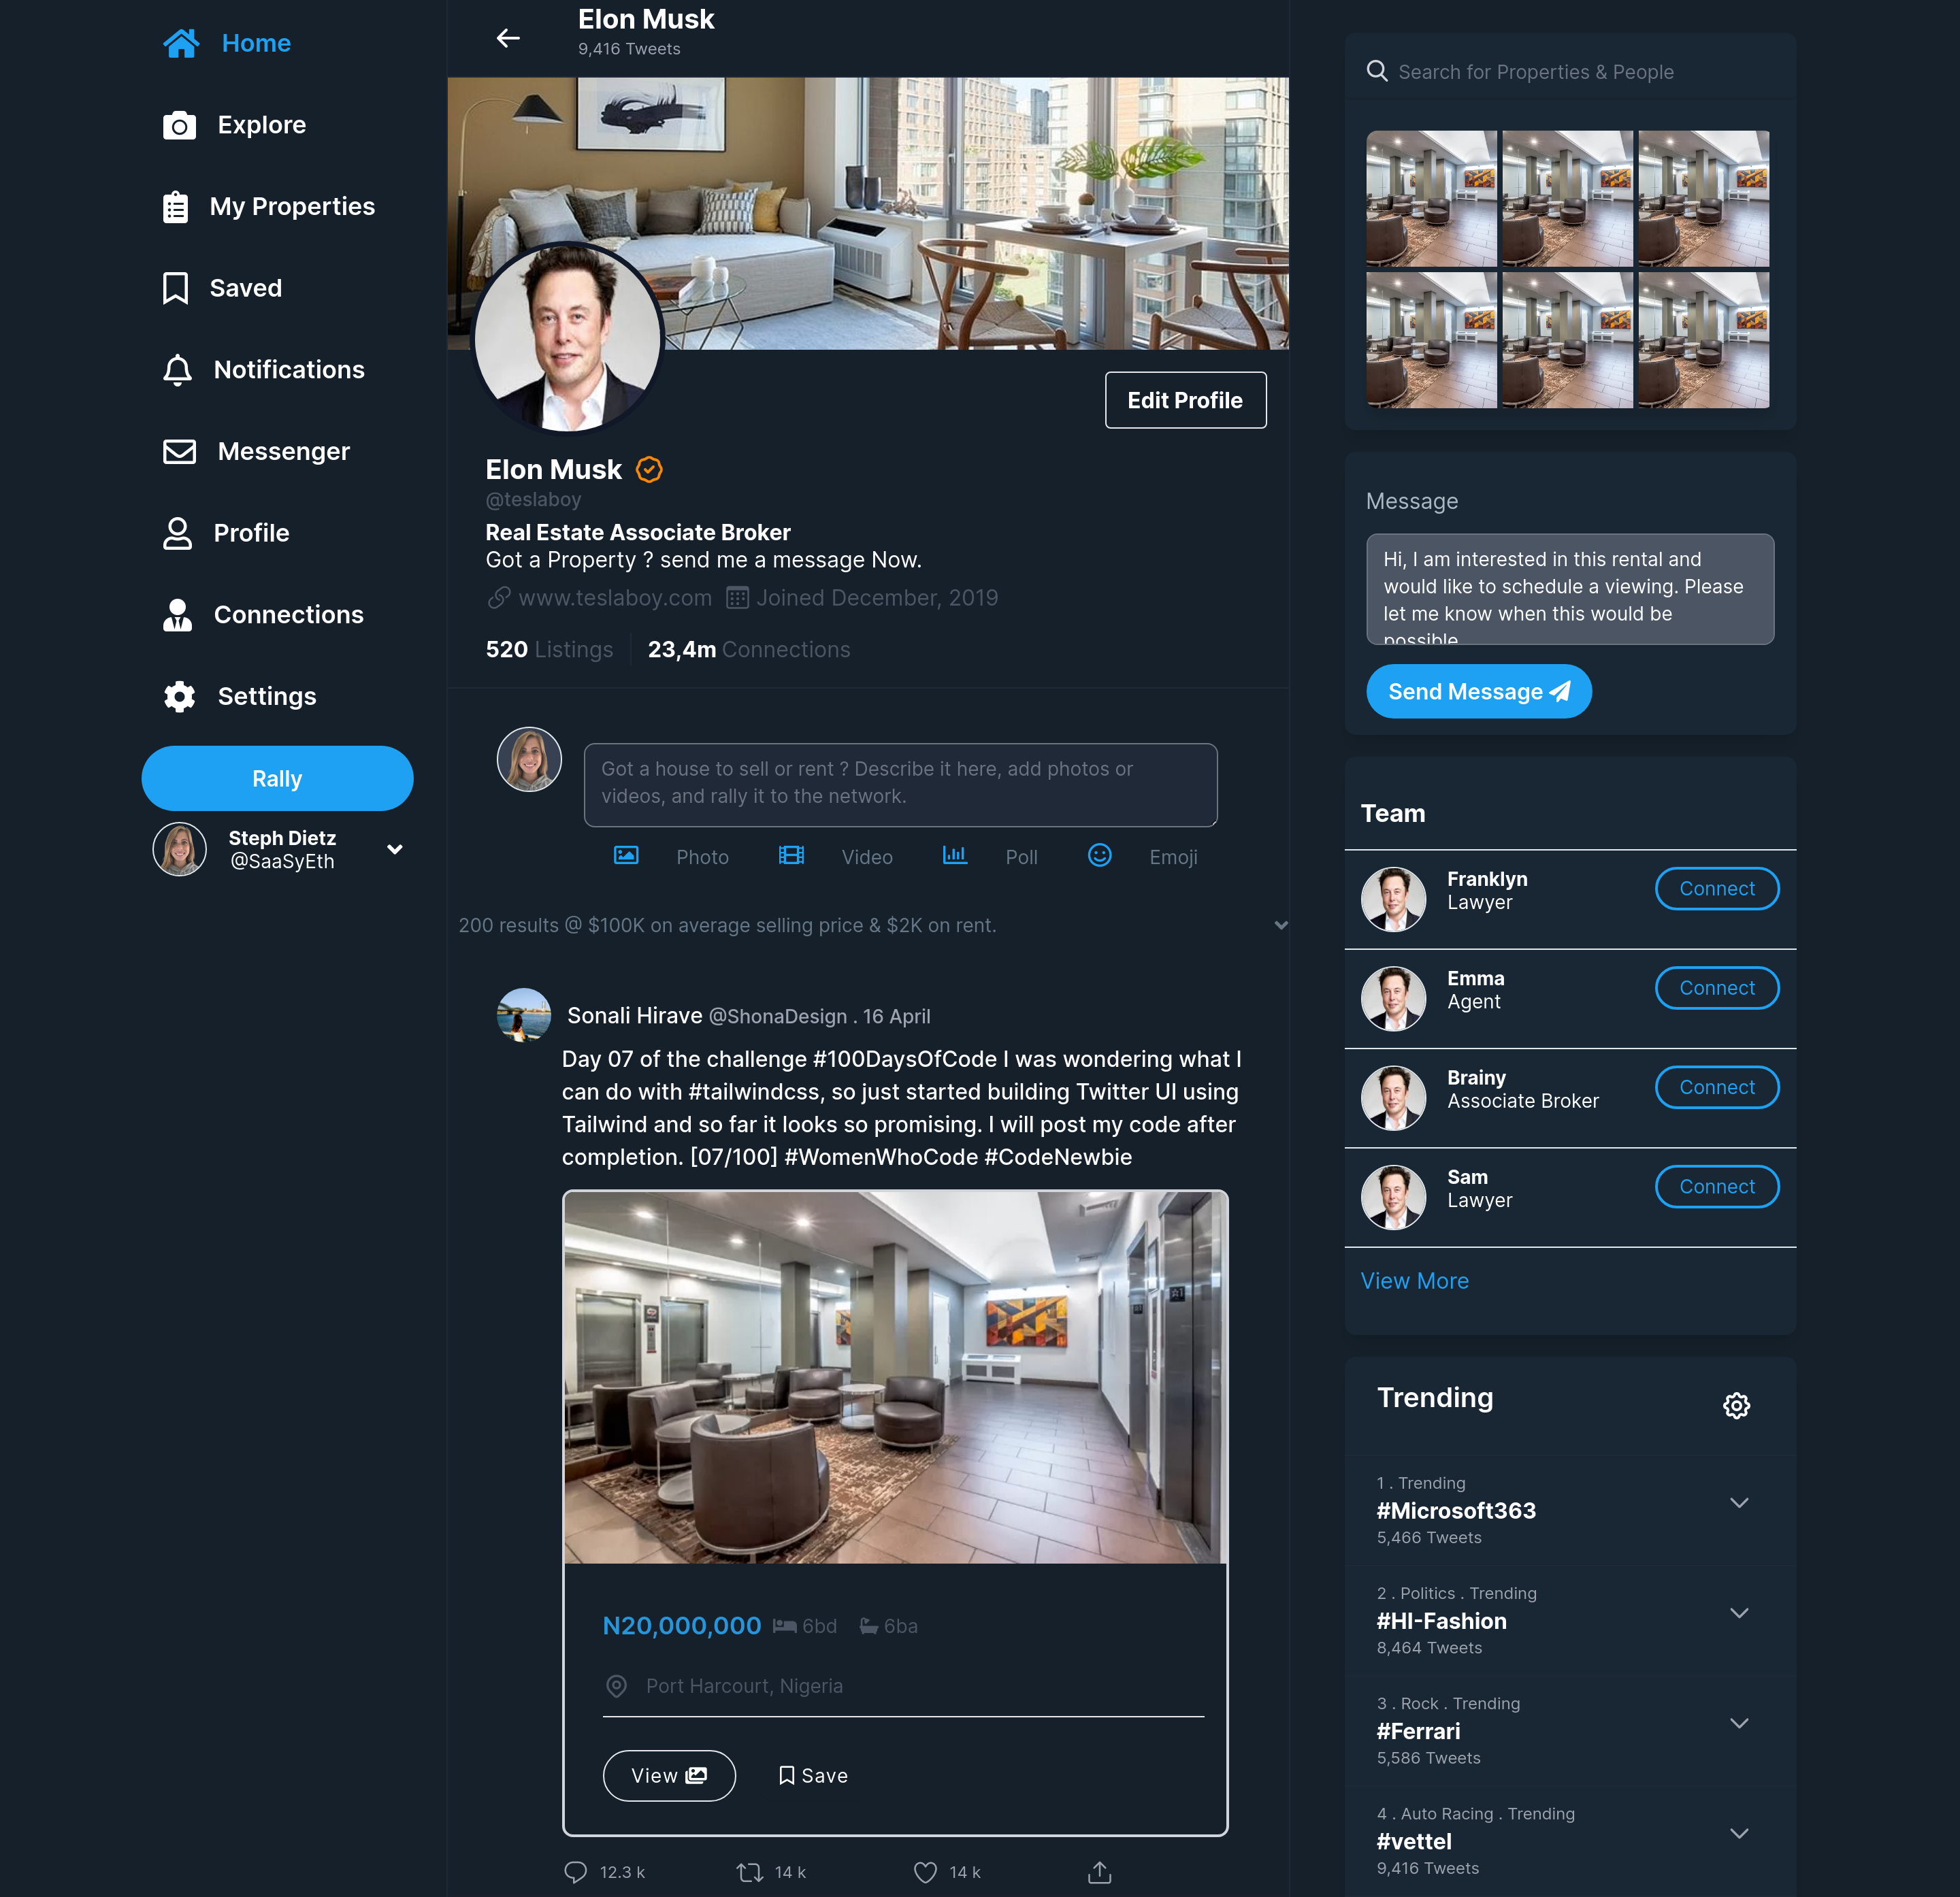 Home
Explore
My Properties
Saved
Notifications
Messenger
Profile
Connections
Settings
Rally
Steph Dietz
@SaaSyEth
Elon Musk
9,416 Tweets
Edit Profile
Elon Musk
@teslaboy
Real Estate Associate Broker
Got a Property ? send me a message Now.
www.teslaboy.com Joined December, 2019
520 Listings 23,4m Connections
Got a house to sell or rent ? Describe it here, add photos or
videos, and rally it to the network.
Photo Video Poll Emoji
200 results @ $100K on average selling price & $2K on rent.
Sonali Hirave @ShonaDesign . 16 April
Day 07 of the challenge #100DaysOfCode I was wondering what I
can do with #tailwindcss, so just started building Twitter UI using
Tailwind and so far it looks so promising. I will post my code after
completion. [07/100] #WomenWhoCode #CodeNewbie
N20,000,000 6bd 6ba
Port Harcourt, Nigeria
View Save
12.3 k 14 k 14 k
Search for Properties & People
Message
Hi, I am interested in this rental and
would like to schedule a viewing. Please
let me know when this would be
possible
Send Message
Team
Franklyn
Lawyer
Connect
Emma
Agent
Connect
Brainy
Associate Broker
Connect
Sam
Lawyer
Connect
View More
Trending
1 . Trending
#Microsoft363
5,466 Tweets
2 . Politics . Trending
#HI-Fashion
8,464 Tweets
3 . Rock . Trending
#Ferrari
5,586 Tweets
4 . Auto Racing . Trending
#vettel
9,416 Tweets